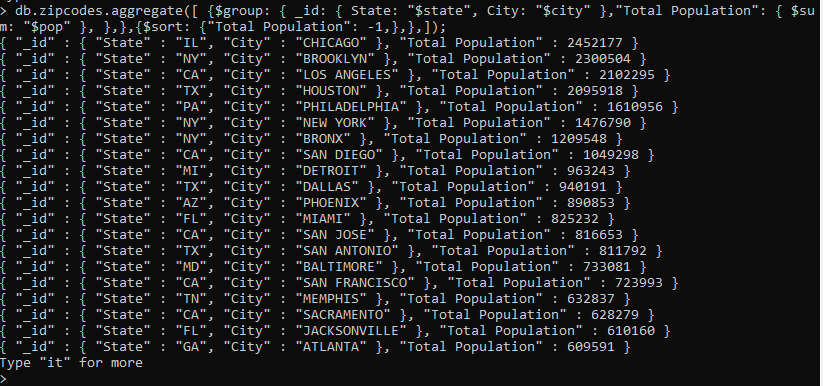 > db.zipcodes.aggregate([ {$group: { _id: { State: "$state", City: "$city" },"Total Population": { $su
m: "$pop" }, },},{$sort: {"Total Population": -1,},},]);
{ "_id" : { "State" : "IL", "City" : "CHICAGO" }, "Total Population" : 2452177 }
{ "_id" : { "State" : "NY", "City" : "BROOKLYN" }, "Total Population" : 2300504 }
{ "_id" : { "State" : "CA", "City" : "LOS ANGELES" }, "Total Population" : 2102295 }
{ "_id" : { "State" : "TX", "City" : "HOUSTON" }, "Total Population" : 2095918 }
{ "_id" : { "State" : "PA", "City" : "PHILADELPHIA" }, "Total Population" : 1610956 }
{ "_id" : { "State" : "NY", "City" : "NEW YORK" }, "Total Population" : 1476790 }
{ "_id" : { "State" : "NY", "City" : "BRONX" }, "Total Population" : 1209548 }
{ "_id" : { "State" : "CA", "City" : "SAN DIEGO" }, "Total Population" : 1049298 }
{ "_id" : { "State" : "MI", "City" : "DETROIT" }, "Total Population" : 963243 }
{ "_id" : { "State" : "TX", "City" : "DALLAS" }, "Total Population" : 940191 }
{ "_id" : { "State" : "AZ", "City" : "PHOENIX" }, "Total Population" : 890853 }
{ "_id" : { "State" : "FL", "City" : "MIAMI" }, "Total Population" : 825232 }
{ "_id" : { "State" : "CA", "City" : "SAN JOSE" }, "Total Population" : 816653 }
{ "_id" : { "State" : "TX", "City" : "SAN ANTONIO" }, "Total Population" : 811792 }
{ "_id" : { "State" : "MD", "City" : "BALTIMORE" }, "Total Population" : 733081 }
{ "_id" : { "State" : "CA", "City" : "SAN FRANCISCO" }, "Total Population" : 723993 }
{ "_id" : { "State" : "TN", "City" : "MEMPHIS" }, "Total Population" : 632837 }
{ "_id" : { "State" : "CA", "City" : "SACRAMENTO" }, "Total Population" : 628279 }
{ "_id" : { "State" : "FL", "City" : "JACKSONVILLE" }, "Total Population" : 610160 }
{ "_id" : { "State" : "GA", "City" : "ATLANTA" }, "Total Population" : 609591 }
Type "it" for more
>